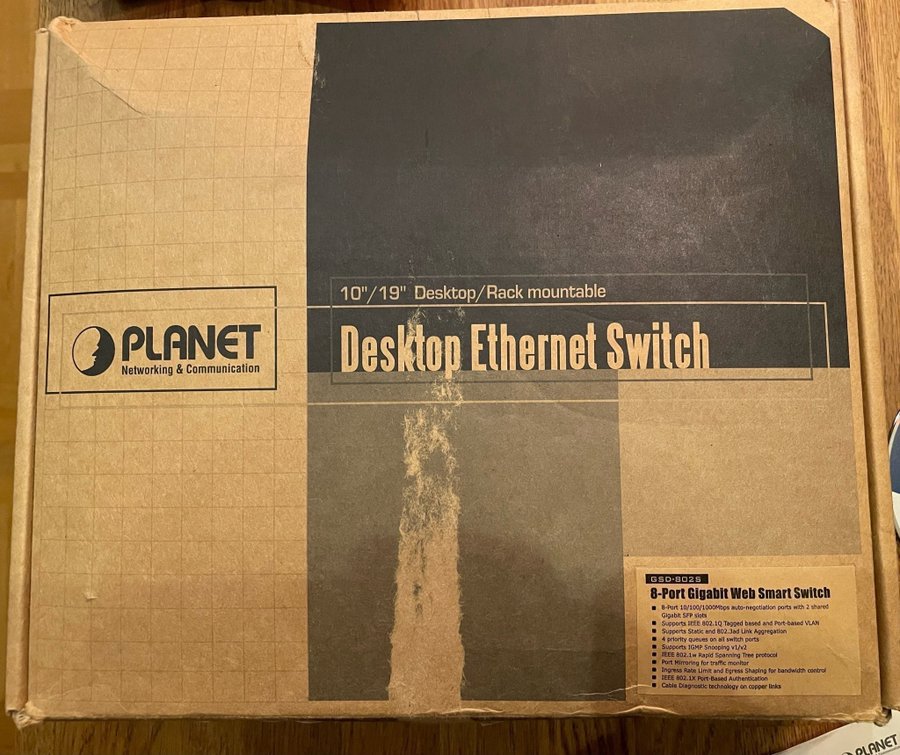 10"/19" Desktop/Rack mountable
PLANET
Networking & Communication
Desktop Ethernet Switch
GSD-802S
8-Port Gigabit Web Smart Switch
8-Port 10/100/1000Mbps auto-negotiation ports with 2 shared
Gigabit SFP slots
Supports IEEE 802.1Q Tagged based and Port-based VLAN
Supports Static and 802.3ad Link Aggregation
4 priority queues on all switch ports
Supports IGMP Snooping v1/v2
IEEE 802.1w Rapid Spanning Tree protocol
Port Mirroring for traffic monitor
Ingress Rate Limit and Egress Shaping for bandwidth control
IEEE 802.1X Port-Based Authentication
Cable Diagnostic technology on copper links
PLANET